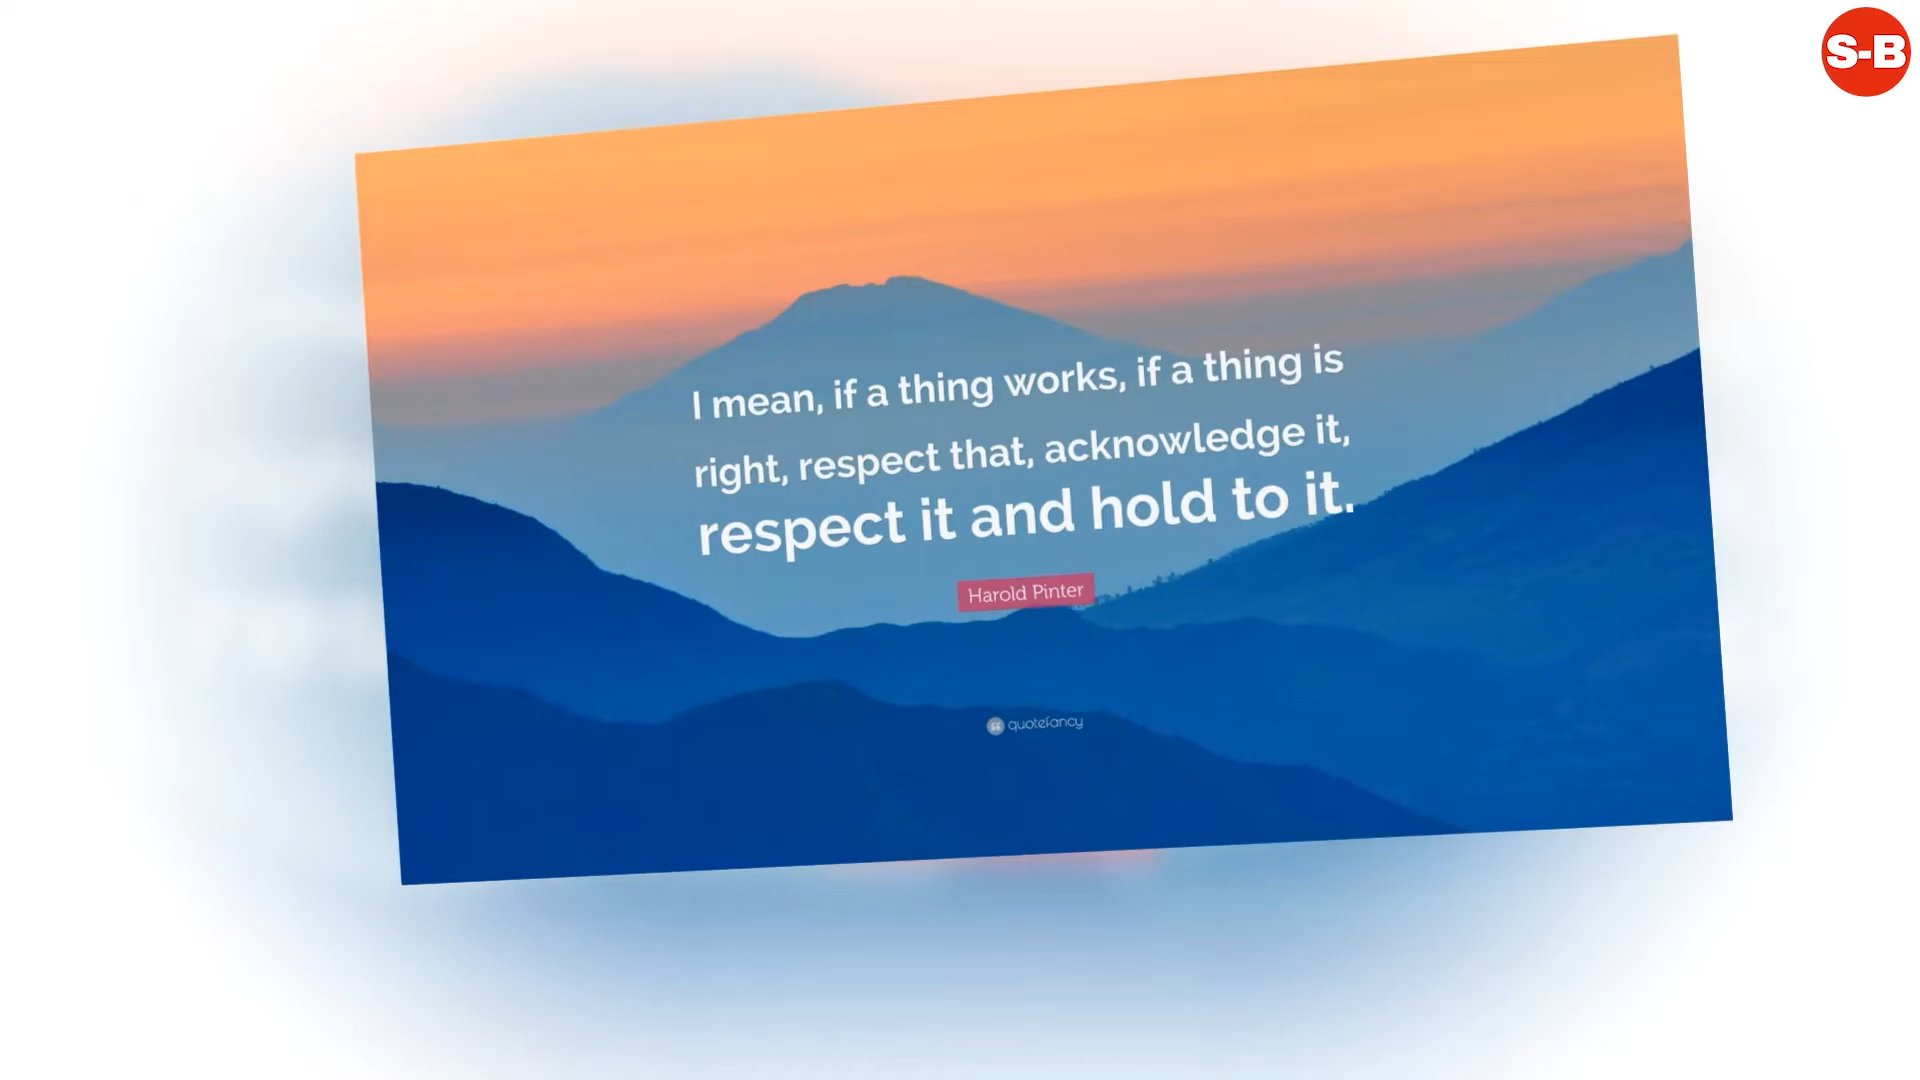 S-B
I mean, if a thing works, if a thing is
right, respect that, acknowledge it,
respect it and hold to it.
Harold Pinter
quotefancy